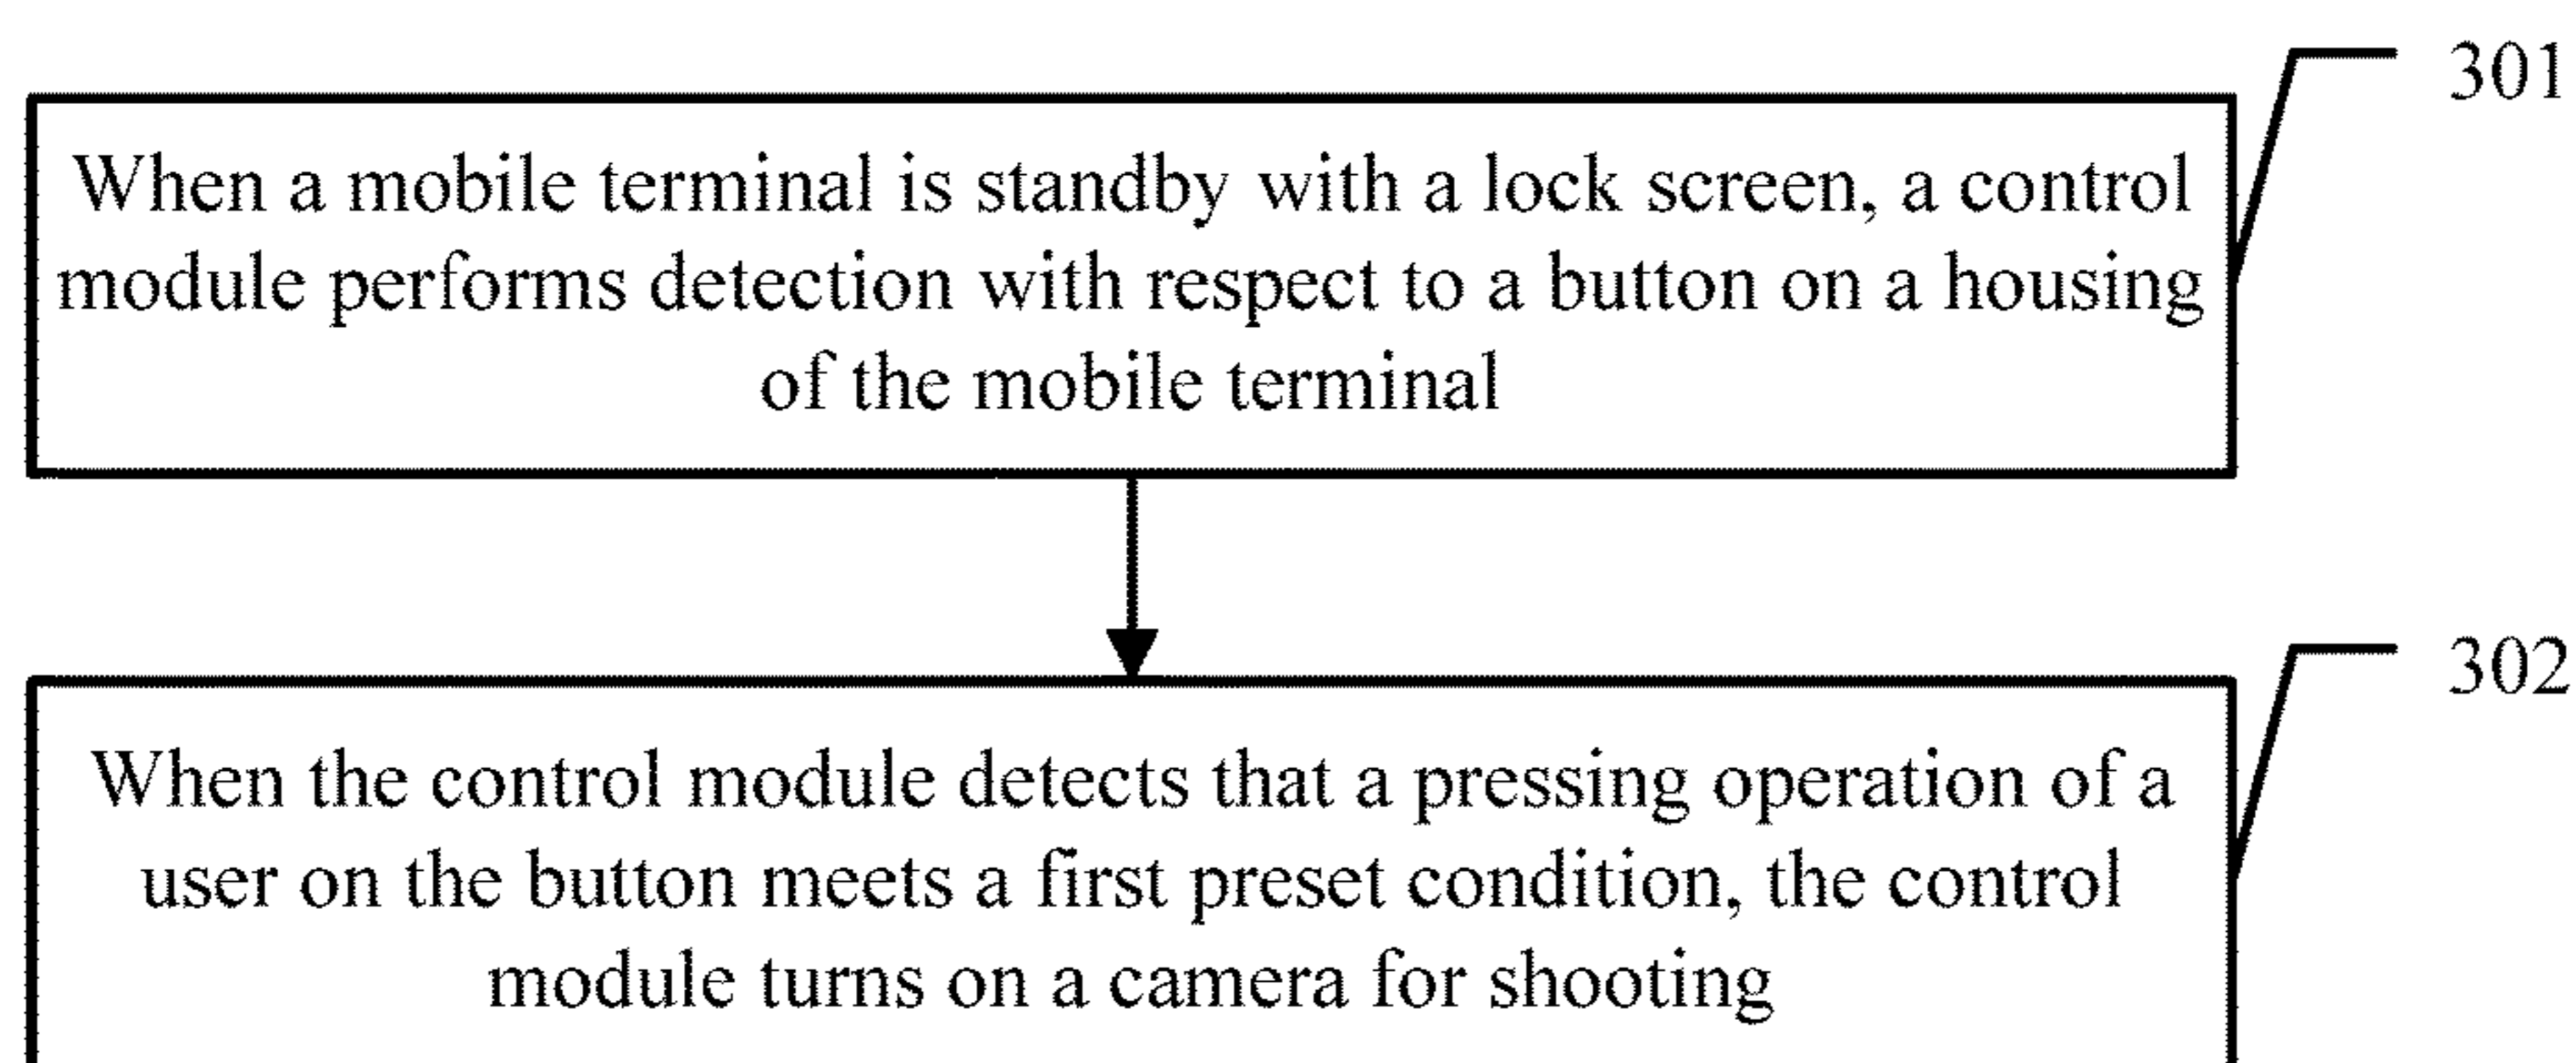 301
When a mobile terminal is standby with a lock screen, a control
module performs detection with respect to a button on a housing
of the mobile terminal
302
When the control module detects that a pressing operation of a
user on the button meets a first preset condition, the control
module turns on a camera for shooting